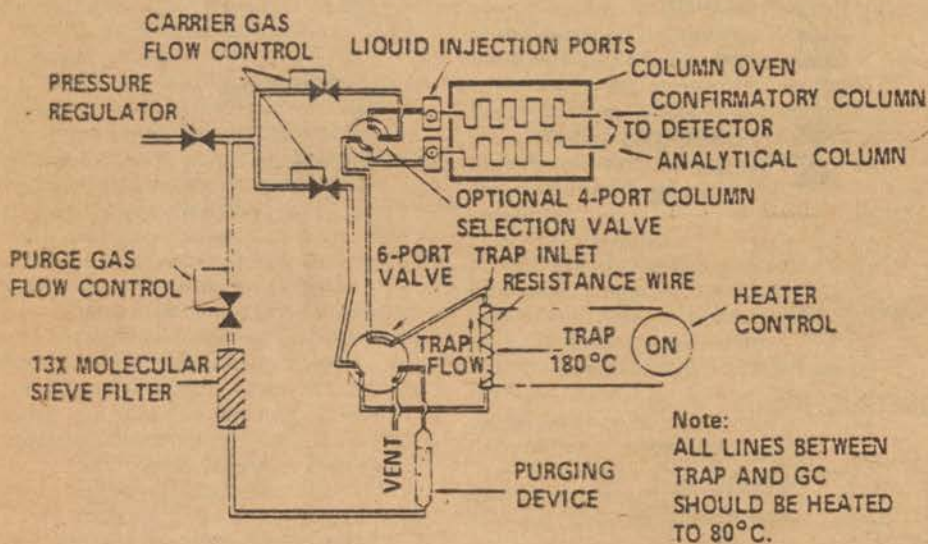 CARRIER GAS
FLOW CONTROL
LIQUID INJECTION PORTS
PRESSURE
REGULATOR
COLUMN OVEN
CONFIRMATORY COLUMN
TO DETECTOR
ANALYTICAL COLUMN
OPTIONAL 4-PORT COLUMN
SELECTION VALVE
PURGE GAS
FLOW CONTROL
6-PORT
VALVE
TRAP INLET
RESISTANCE WIRE
HEATER
CONTROL
13X MOLECULAR
SIEVE FILTER
TRAP
FLOW
TRAP
180°C
ON
VENT
PURGING
DEVICE
Note:
ALL LINES BETWEEN
TRAP AND GC
SHOULD BE HEATED
TO 80°C.